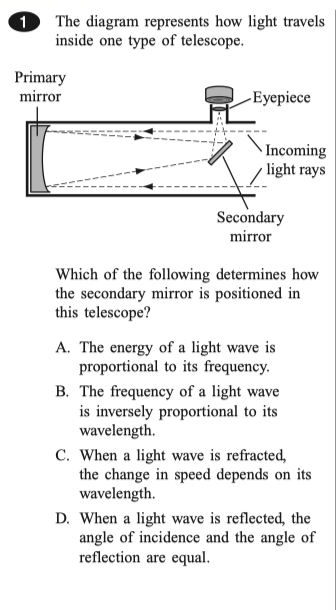 1 The diagram represents how light travels
inside one type of telescope.
Primary
mirror
Eyepiece
Incoming
light rays
Secondary
mirror
Which of the following determines how
the secondary mirror is positioned in
this telescope?
A. The energy of a light wave is
proportional to its frequency.
B. The frequency of a light wave
is inversely proportional to its
wavelength.
C. When a light wave is refracted,
the change in speed depends on its
wavelength.
D. When a light wave is reflected, the
angle of incidence and the angle of
reflection are equal.